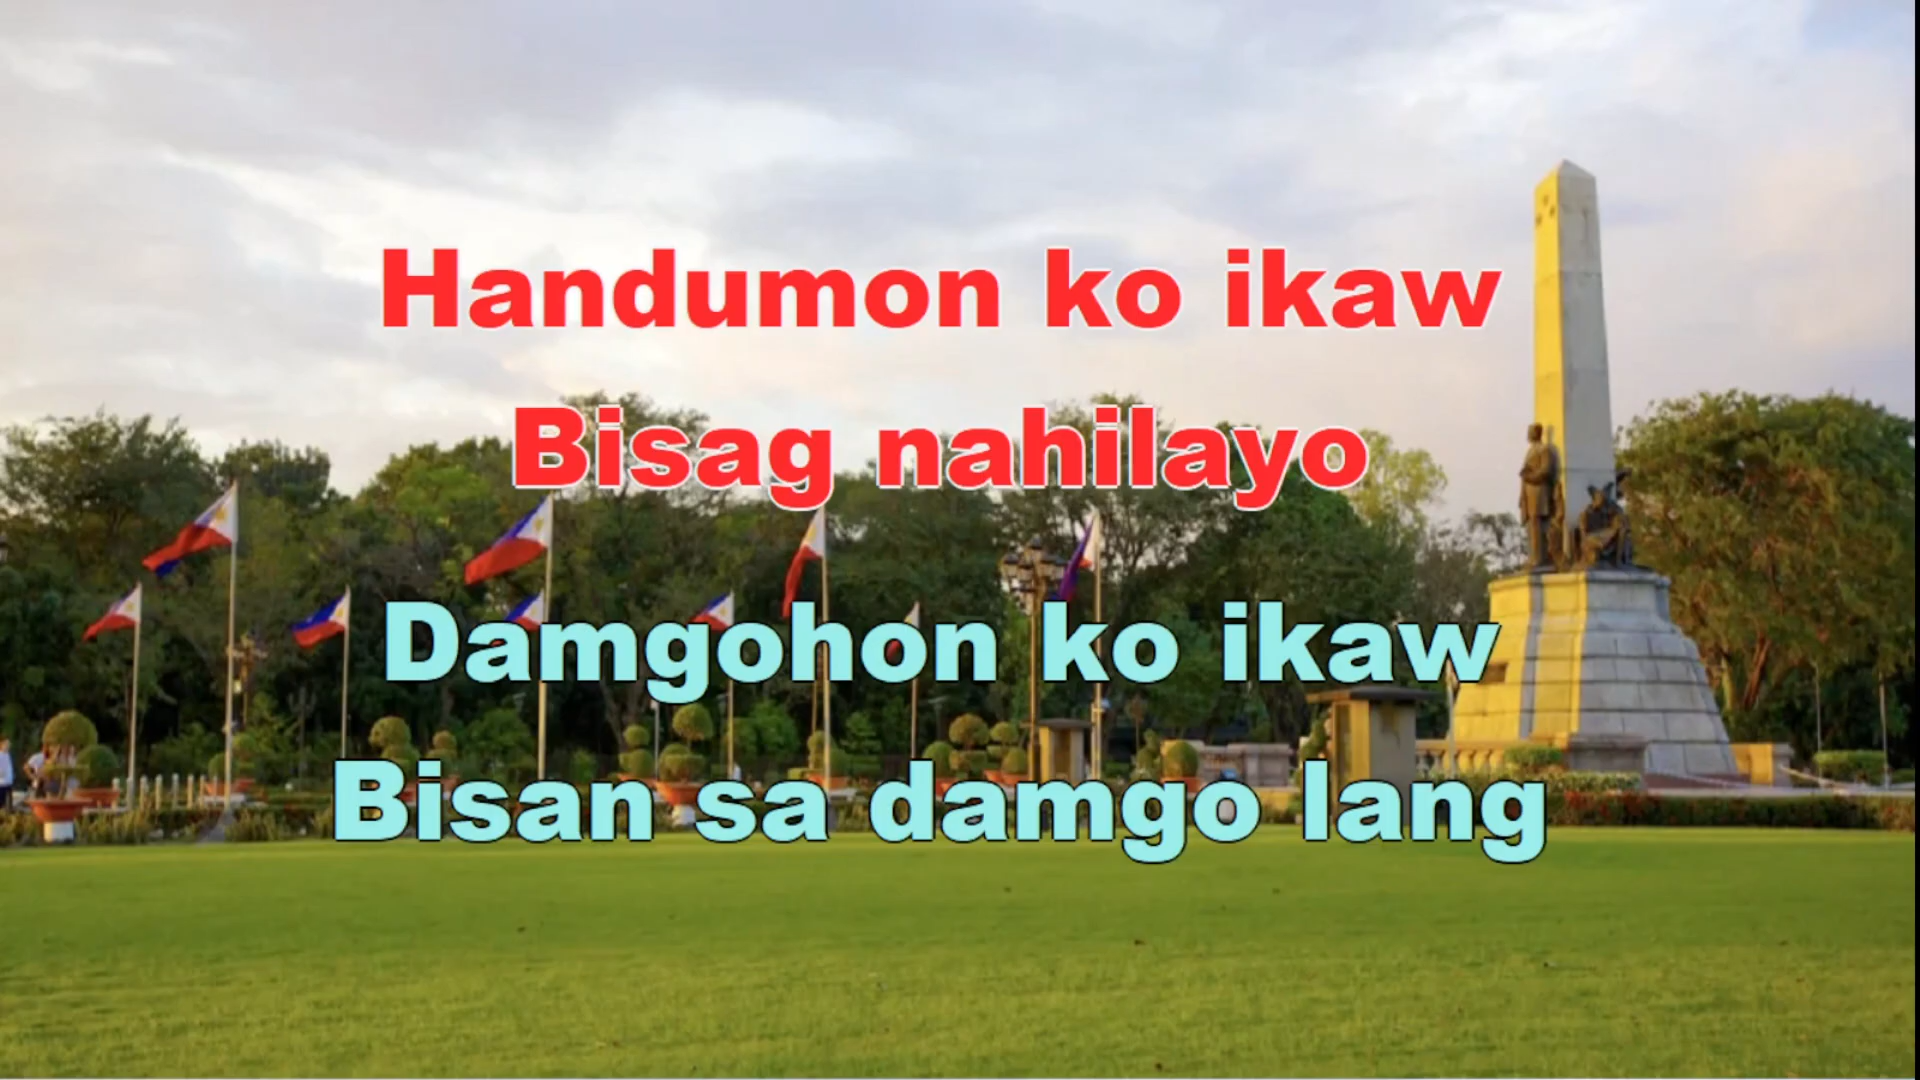 Handumon ko ikaw
Bisag nahilayo
Damgohon ko ikaw
Bisan sa damgo lang